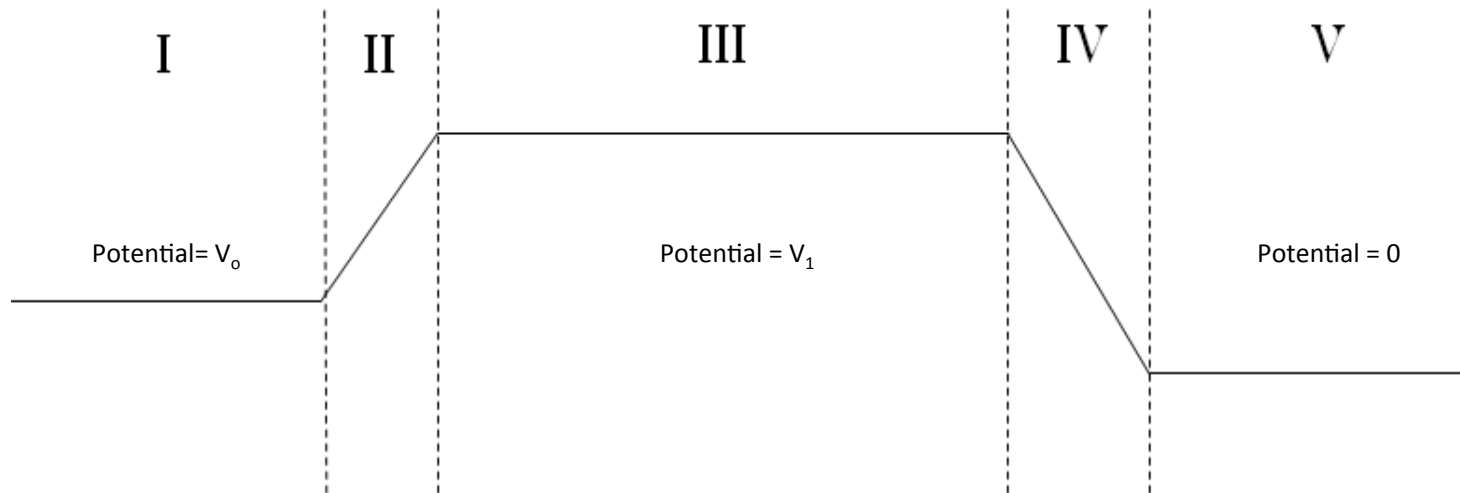 I II III IV V
Potential= Vo Potential = V1 Potential = 0